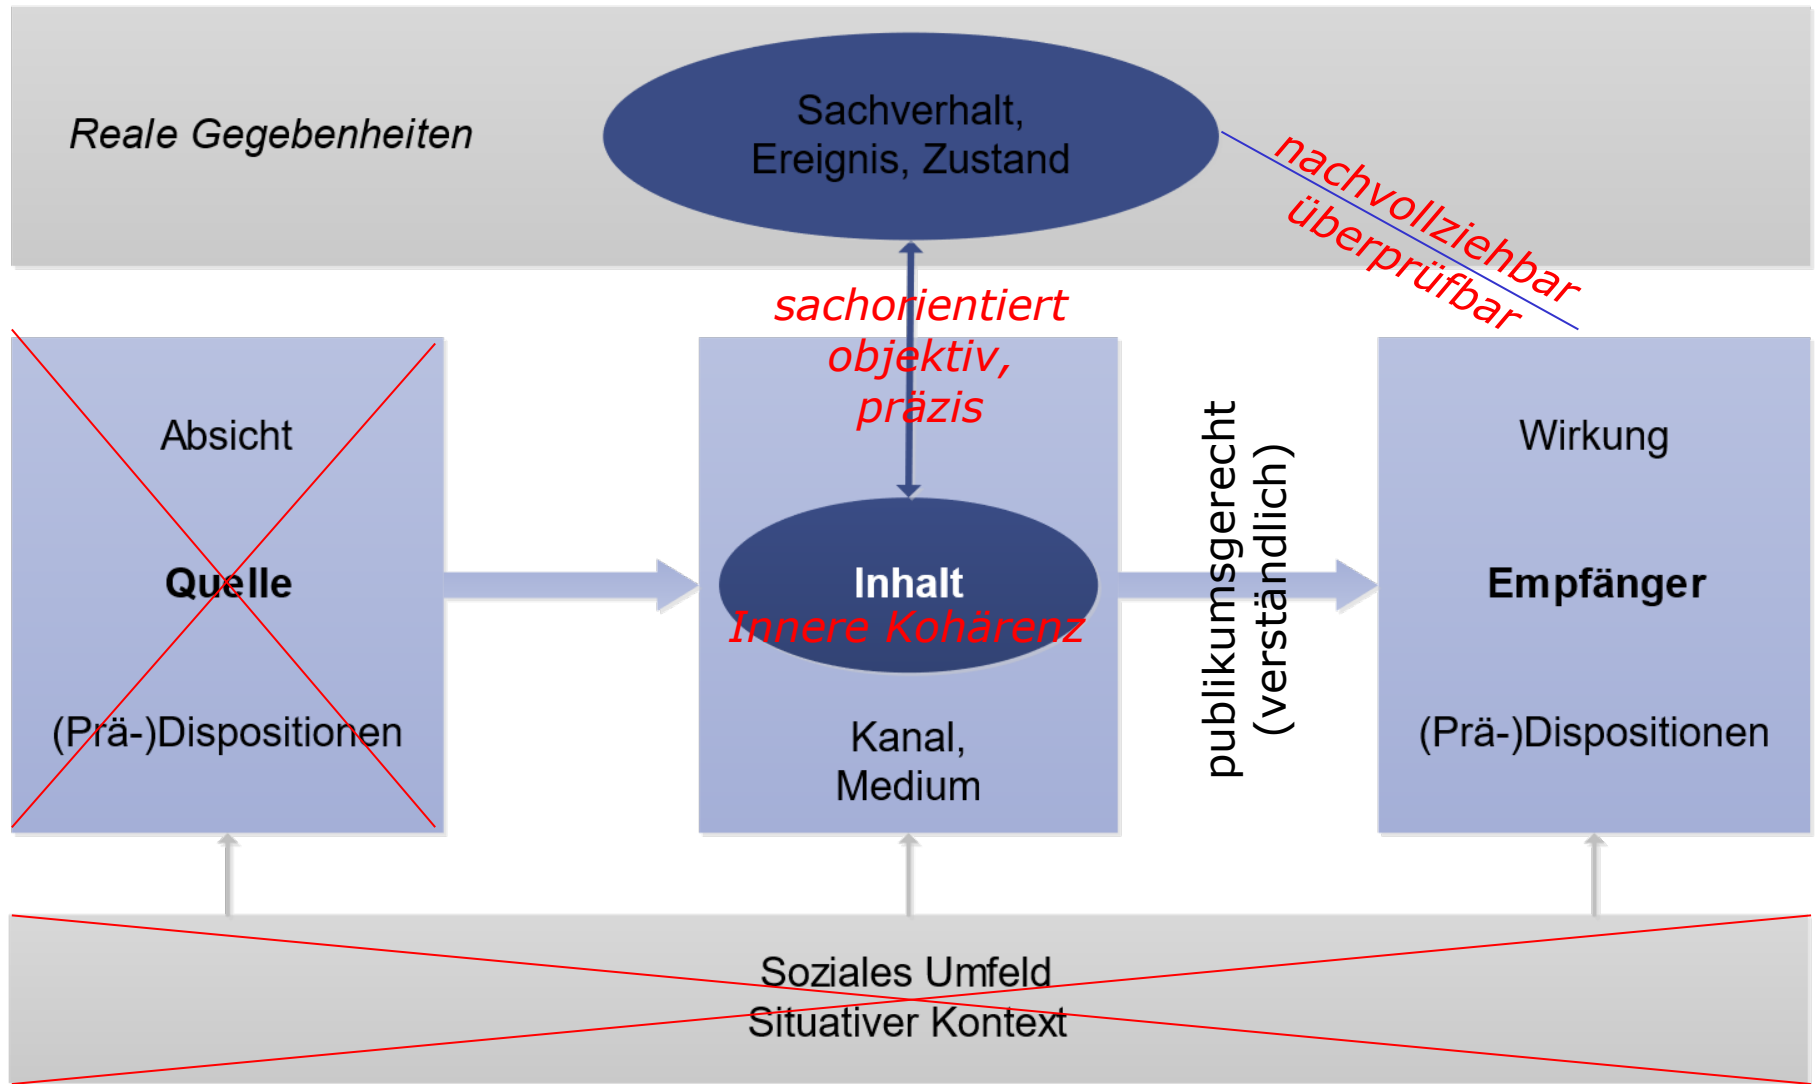 Reale Gegebenheiten
Sachverhalt,
Ereignis, Zustand
nachvollziehbar
überprüfbar
sachorientiert
objektiv,
präzis
Absicht
Quelle
(Prä-)Dispositionen
Inhalt
Innere Kohärenz
Kanal,
Medium
publikumsgerecht
(verständlich)
Wirkung
Empfänger
(Prä-)Dispositionen
Soziales Umfeld
Situativer Kontext